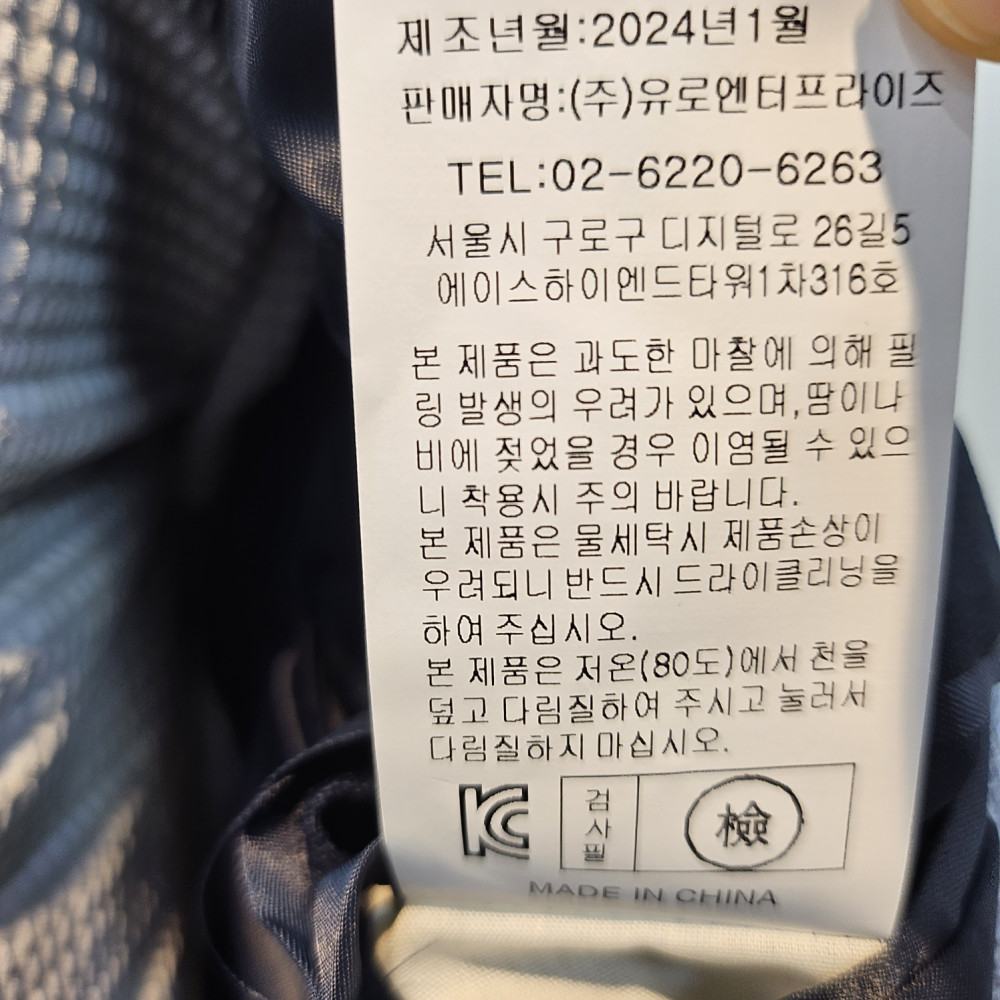 제조년월:2024년1월
판매자명:(주)유로엔터프라이즈
TEL:02-6220-6263
서울시 구로구 디지털로 26길5
에이스하이엔드타워1차316호
본 제품은 과도한 마찰에 의해 필
링 발생의 우려가 있으며,땀이나
비에 젖었을 경우 이염될 수 있으
니 착용시 주의 바랍니다.
본 제품은 물세탁시 제품손상이
우려되니 반드시 드라이클리닝을
하여 주십시오.
본 제품은 저온(80도)에서 천을
덮고 다림질하여 주시고 눌러서
다림질하지 마십시오.
KC
검사필
檢
MADE IN CHINA